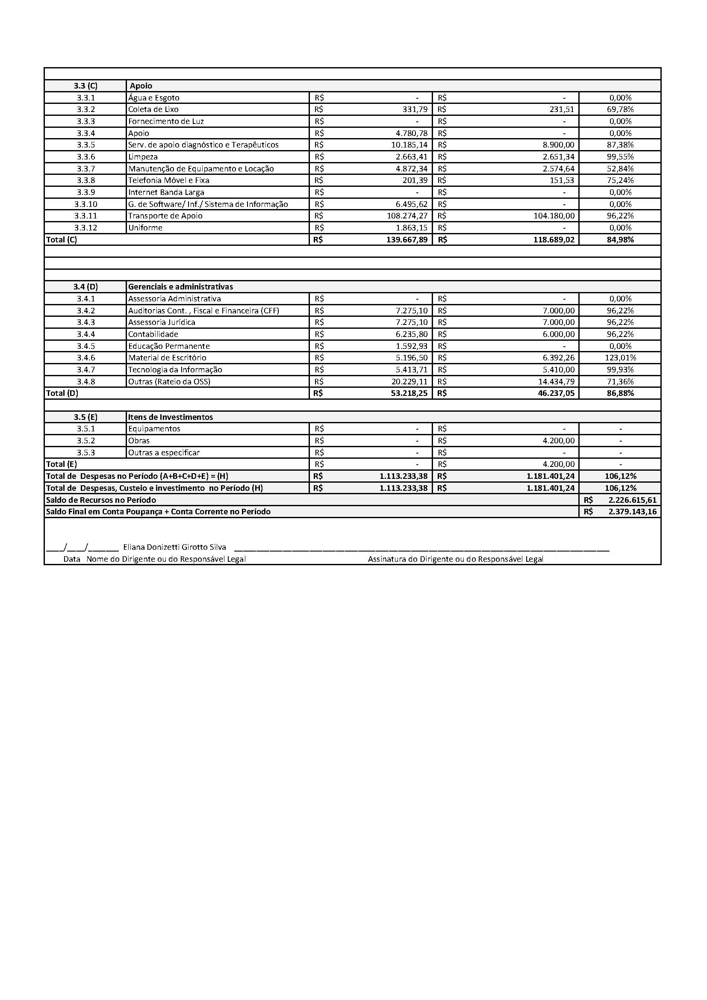 3.3 (C) Apoio
3.3.1 Água e Esgoto R$ - R$ - 0,00%
3.3.2 Coleta de Lixo R$ 331,79 R$ 231,51 69,78%
3.3.3 Fornecimento de Luz R$ - R$ - 0,00%
3.3.4 Apoio R$ 4.780,78 R$ - 0,00%
3.3.5 Serv. de apoio diagnóstico e Terapêuticos R$ 10.185,14 R$ 8.900,00 87,38%
3.3.6 Limpeza R$ 2.663,41 R$ 2.651,34 99,55%
3.3.7 Manutenção de Equipamento e Locação R$ 4.872,34 R$ 2.574,64 52,84%
3.3.8 Telefonia Móvel e Fixa R$ 201,39 R$ 151,53 75,24%
3.3.9 Internet Banda Larga R$ - R$ - 0,00%
3.3.10 G. de Software/ Inf./ Sistema de Informação R$ 6.495,62 R$ - 0,00%
3.3.11 Transporte de Apoio R$ 108.274,27 R$ 104.180,00 96,22%
3.3.12 Uniforme R$ 1.863,15 R$ - 0,00%
Total (C) R$ 139.667,89 R$ 118.689,02 84,98%
3.4 (D) Gerenciais e administrativas
3.4.1 Assessoria Administrativa R$ - R$ - 0,00%
3.4.2 Auditorias Cont. , Fiscal e Financeira (CFF) R$ 7.275,10 R$ 7.000,00 96,22%
3.4.3 Assessoria Jurídica R$ 7.275,10 R$ 7.000,00 96,22%
3.4.4 Contabilidade R$ 6.235,80 R$ 6.000,00 96,22%
3.4.5 Educação Permanente R$ 1.592,93 R$ - 0,00%
3.4.6 Material de Escritório R$ 5.196,50 R$ 6.392,26 123,01%
3.4.7 Tecnologia da Informação R$ 5.413,71 R$ 5.410,00 99,93%
3.4.8 Outras (Rateio da OSS) R$ 20.229,11 R$ 14.434,79 71,36%
Total (D) R$ 53.218,25 R$ 46.237,05 86,88%
3.5 (E) Itens de Investimentos
3.5.1 Equipamentos R$ - R$ - -
3.5.2 Obras R$ - R$ 4.200,00 -
3.5.3 Outras a especificar R$ - R$ - -
Total (E) R$ - R$ 4.200,00 -
Total de Despesas no Período (A+B+C+D+E) = (H) R$ 1.113.233,38 R$ 1.181.401,24 106,12%
Total de Despesas, Custeio e investimento no Período (H) R$ 1.113.233,38 R$ 1.181.401,24 106,12%
Saldo de Recursos no Período R$ 2.226.615,61
Saldo Final em Conta Poupança + Conta Corrente no Período R$ 2.379.143,16
____/____/_______ Eliana Donizetti Girotto Silva ______________________________
Data Nome do Dirigente ou do Responsável Legal Assinatura do Dirigente ou do Responsável Legal